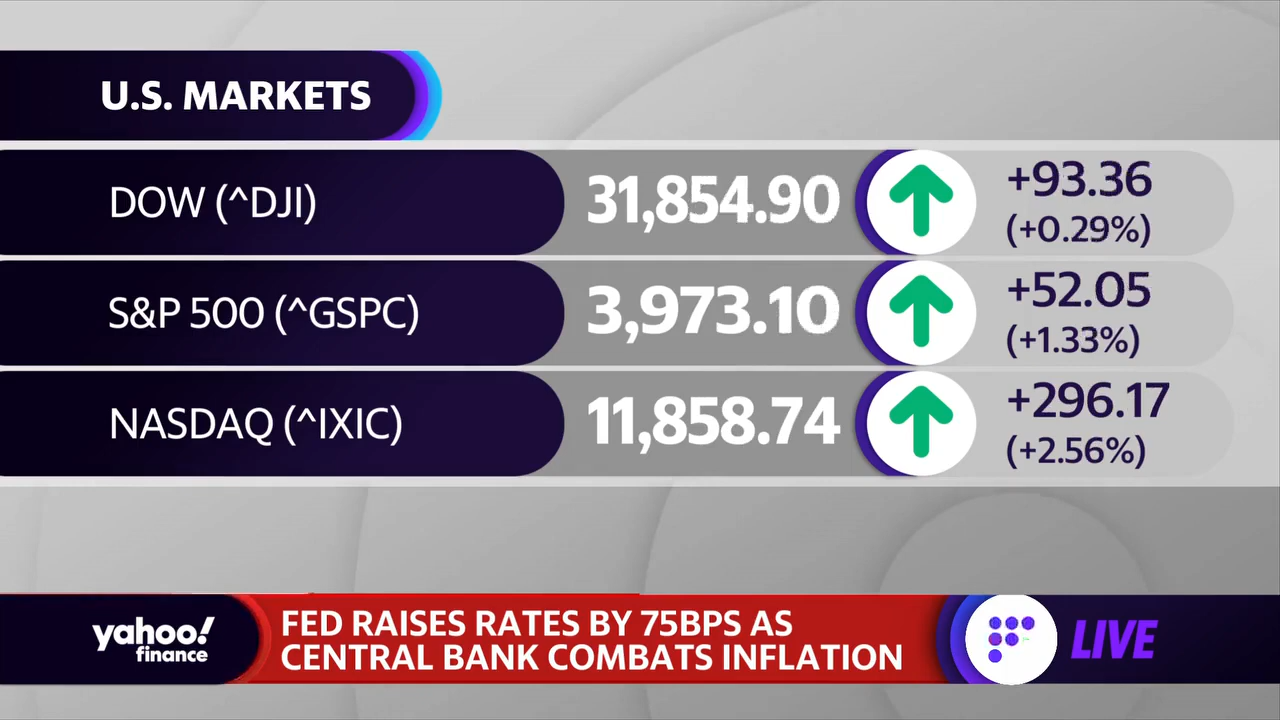 U.S. MARKETS
DOW (^DJI) 31,854.90 +93.36
(+0.29%)
S&P 500 (^GSPC) 3,973.10 +52.05
(+1.33%)
NASDAQ (^IXIC) 11,858.74 +296.17
(+2.56%)
yahoo!
finance
FED RAISES RATES BY 75BPS AS
CENTRAL BANK COMBATS INFLATION
LIVE